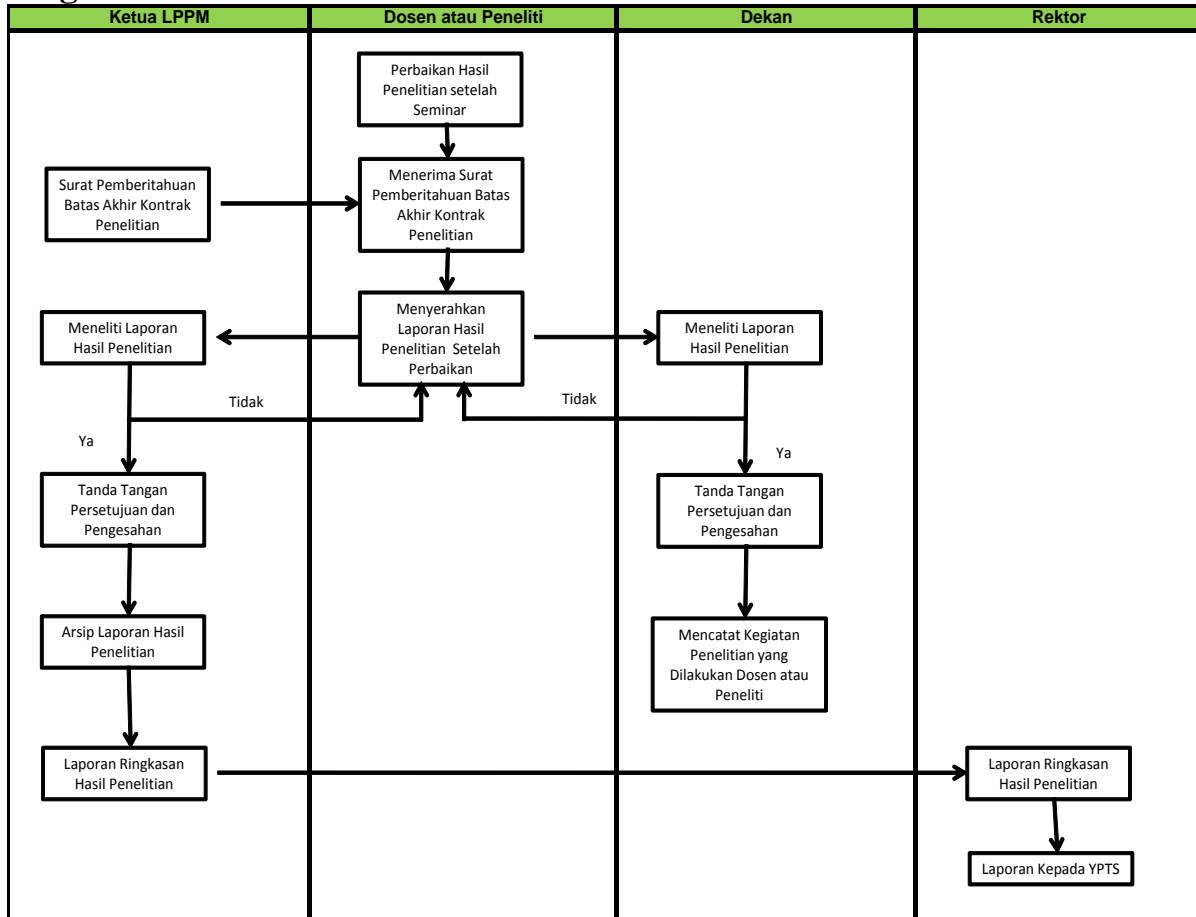 Ketua LPPM
Dosen atau Peneliti
Dekan
Rektor
Perbaikan Hasil
Penelitian setelah
Seminar
Surat Pemberitahuan
Batas Akhir Kontrak
Penelitian
Menerima Surat
Pemberitahuan Batas
Akhir Kontrak
Penelitian
Meneliti Laporan
Hasil Penelitian
Menyerahkan
Laporan Hasil
Penelitian Setelah
Perbaikan
Meneliti Laporan
Hasil Penelitian
Tidak
Tidak
Ya
Ya
Tanda Tangan
Persetujuan dan
Pengesahan
Tanda Tangan
Persetujuan dan
Pengesahan
Arsip Laporan Hasil
Penelitian
Mencatat Kegiatan
Penelitian yang
Dilakukan Dosen atau
Peneliti
Laporan Ringkasan
Hasil Penelitian
Laporan Ringkasan
Hasil Penelitian
Laporan Kepada YPTS